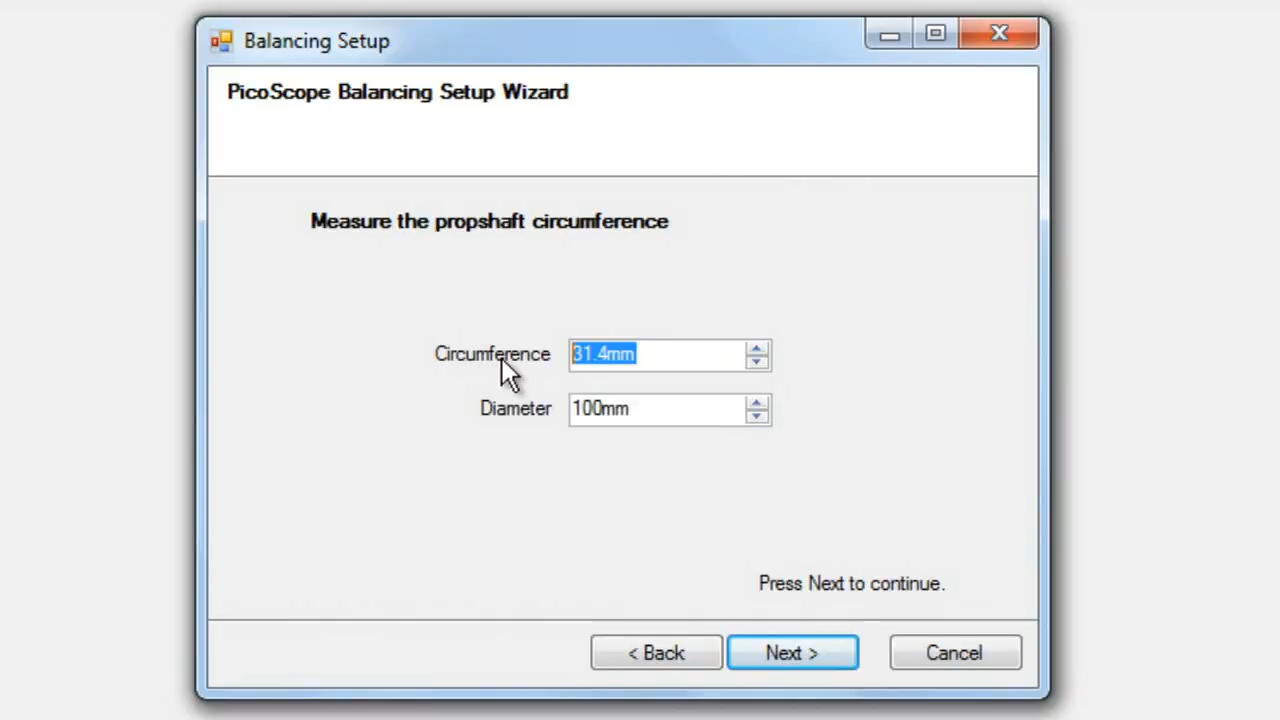 Balancing Setup
PicoScope Balancing Setup Wizard
Measure the propshaft circumference
Circumference 31.4mm
Diameter 100mm
Press Next to continue.
< Back Next > Cancel